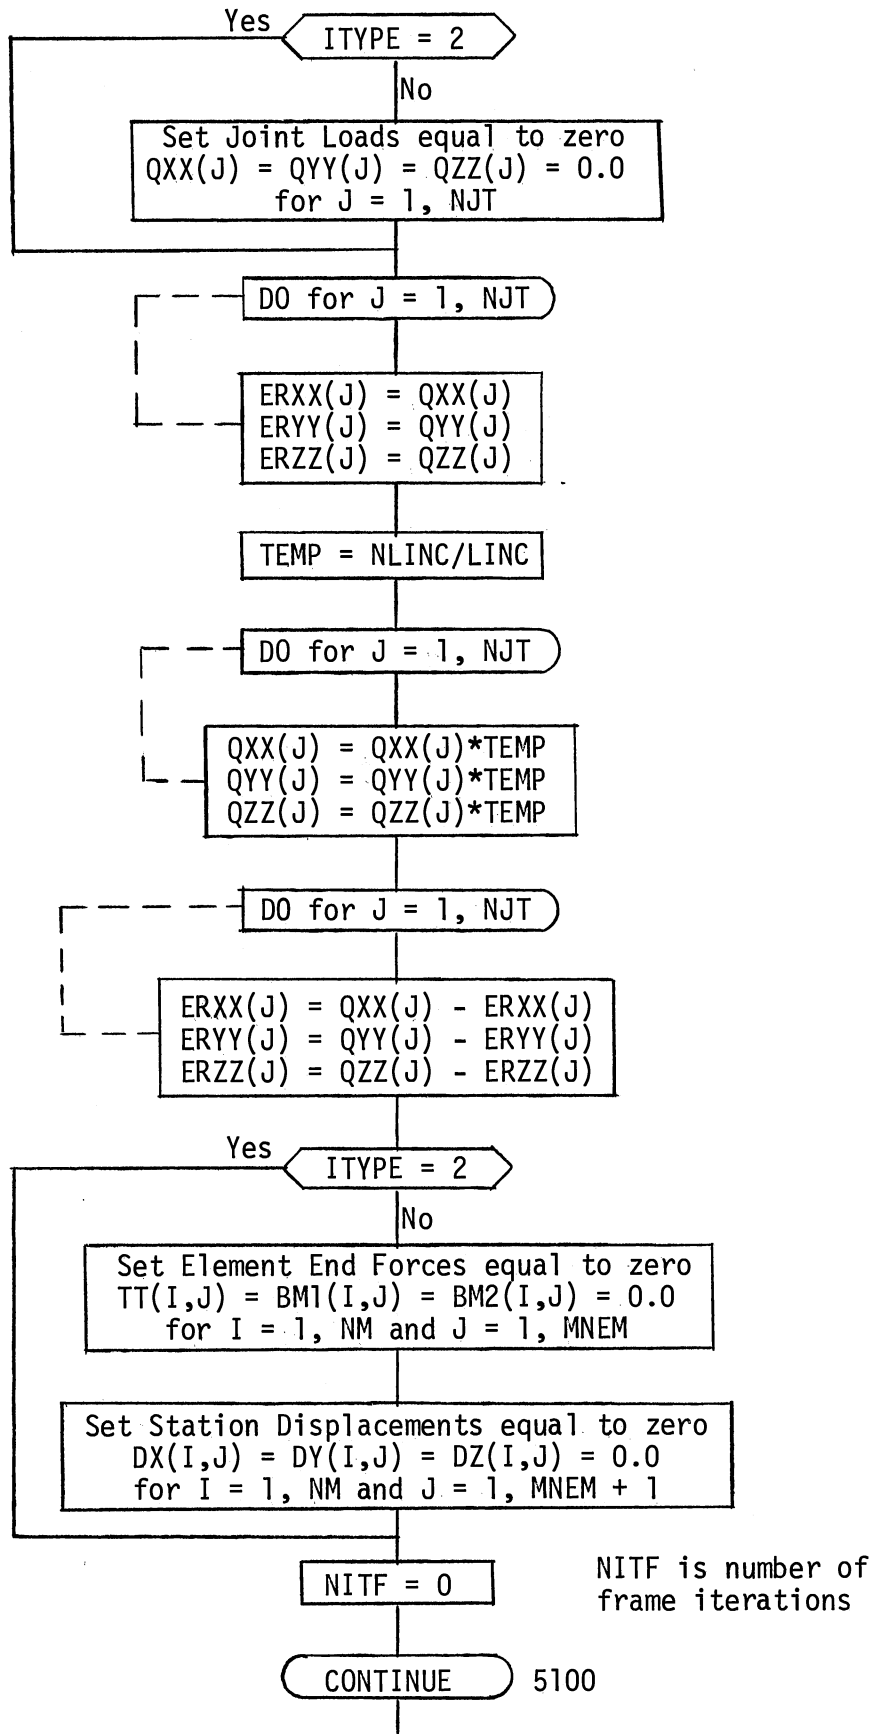 Yes
ITYPE = 2
No
Set Joint Loads equal to zero
QXX(J) = QYY(J) = QZZ(J) = 0.0
for J = 1, NJT
DO for J = 1, NJT
ERXX(J) = QXX(J)
ERYY(J) = QYY(J)
ERZZ(J) = QZZ(J)
TEMP = NLINC/LINC
DO for J = 1, NJT
QXX(J) = QXX(J)*TEMP
QYY(J) = QYY(J)*TEMP
QZZ(J) = QZZ(J)*TEMP
DO for J = 1, NJT
ERXX(J) = QXX(J) - ERXX(J)
ERYY(J) = QYY(J) - ERYY(J)
ERZZ(J) = QZZ(J) - ERZZ(J)
Yes
ITYPE = 2
No
Set Element End Forces equal to zero
TT(I,J) = BM1(I,J) = BM2(I,J) = 0.0
for I = 1, NM and J = 1, MNEM
Set Station Displacements equal to zero
DX(I,J) = DY(I,J) = DZ(I,J) = 0.0
for I = 1, NM and J = 1, MNEM + 1
NITF = 0
NITF is number of
frame iterations
CONTINUE 5100